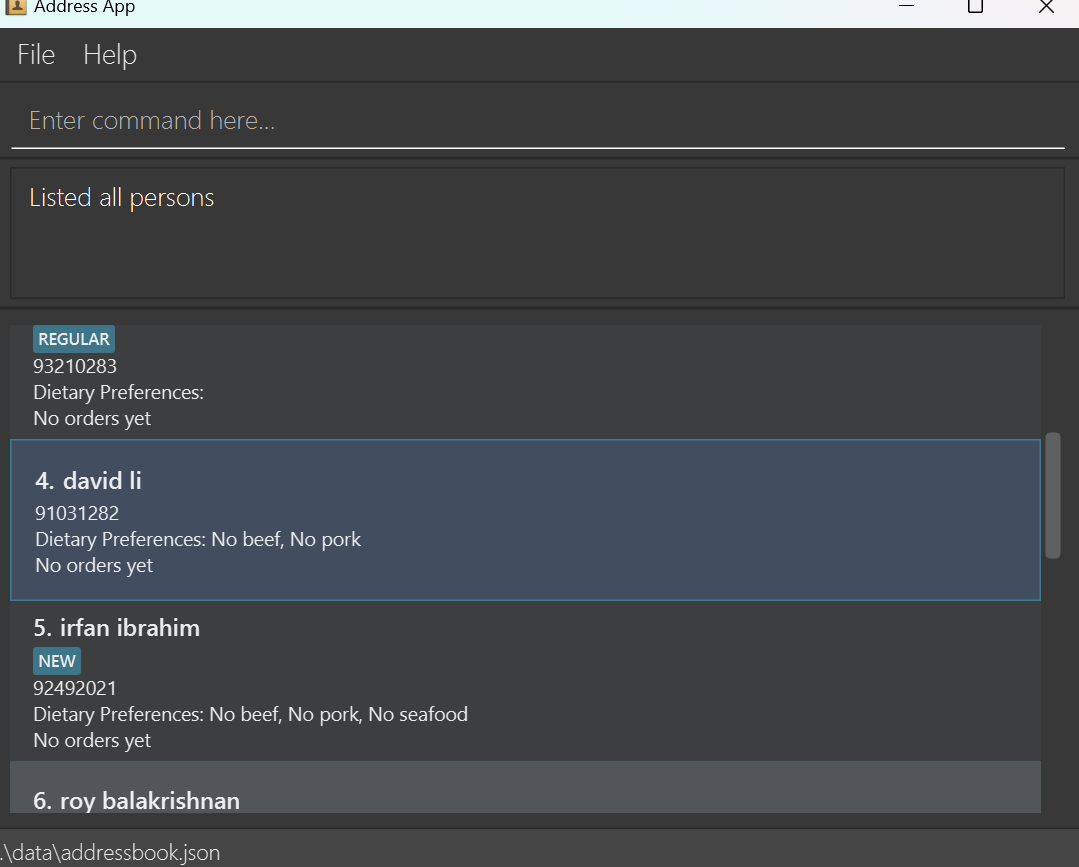 Address App
File Help
Enter command here...
Listed all persons
REGULAR
93210283
Dietary Preferences:
No orders yet
4. david li
91031282
Dietary Preferences: No beef, No pork
No orders yet
5. irfan ibrahim
NEW
92492021
Dietary Preferences: No beef, No pork, No seafood
No orders yet
6. roy balakrishnan
.\data\addressbook.json